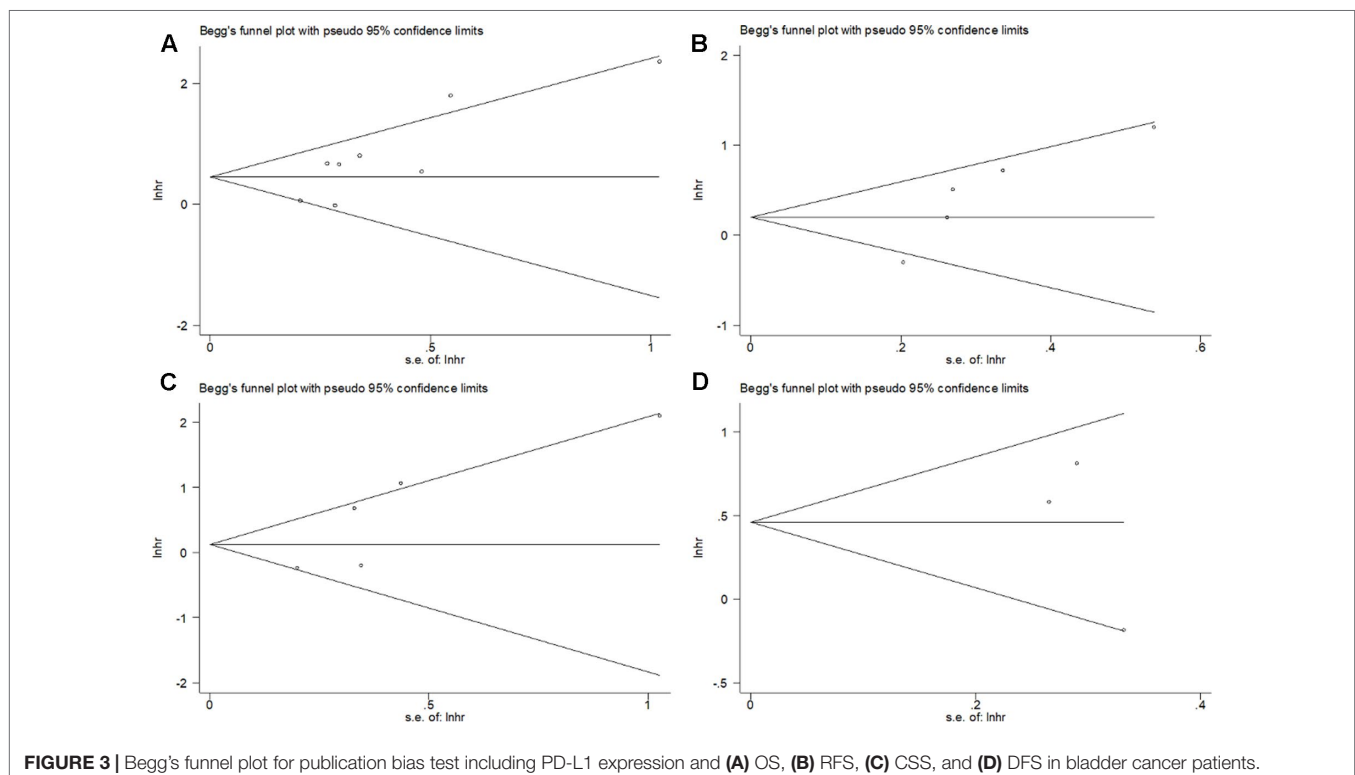 A
Begg's funnel plot with pseudo 95% confidence limits
lnhr
2
0
-2
0
.5
1
s.e. of: lnhr
B
Begg's funnel plot with pseudo 95% confidence limits
lnhr
2
1
0
-1
0
.2
.4
.6
s.e. of: lnhr
C
Begg's funnel plot with pseudo 95% confidence limits
lnhr
2
1
0
-1
-2
0
.5
1
s.e. of: lnhr
D
Begg's funnel plot with pseudo 95% confidence limits
lnhr
1
.5
0
-.5
0
.2
.4
s.e. of: lnhr
FIGURE 3 | Begg's funnel plot for publication bias test including PD-L1 expression and (A) OS, (B) RFS, (C) CSS, and (D) DFS in bladder cancer patients.